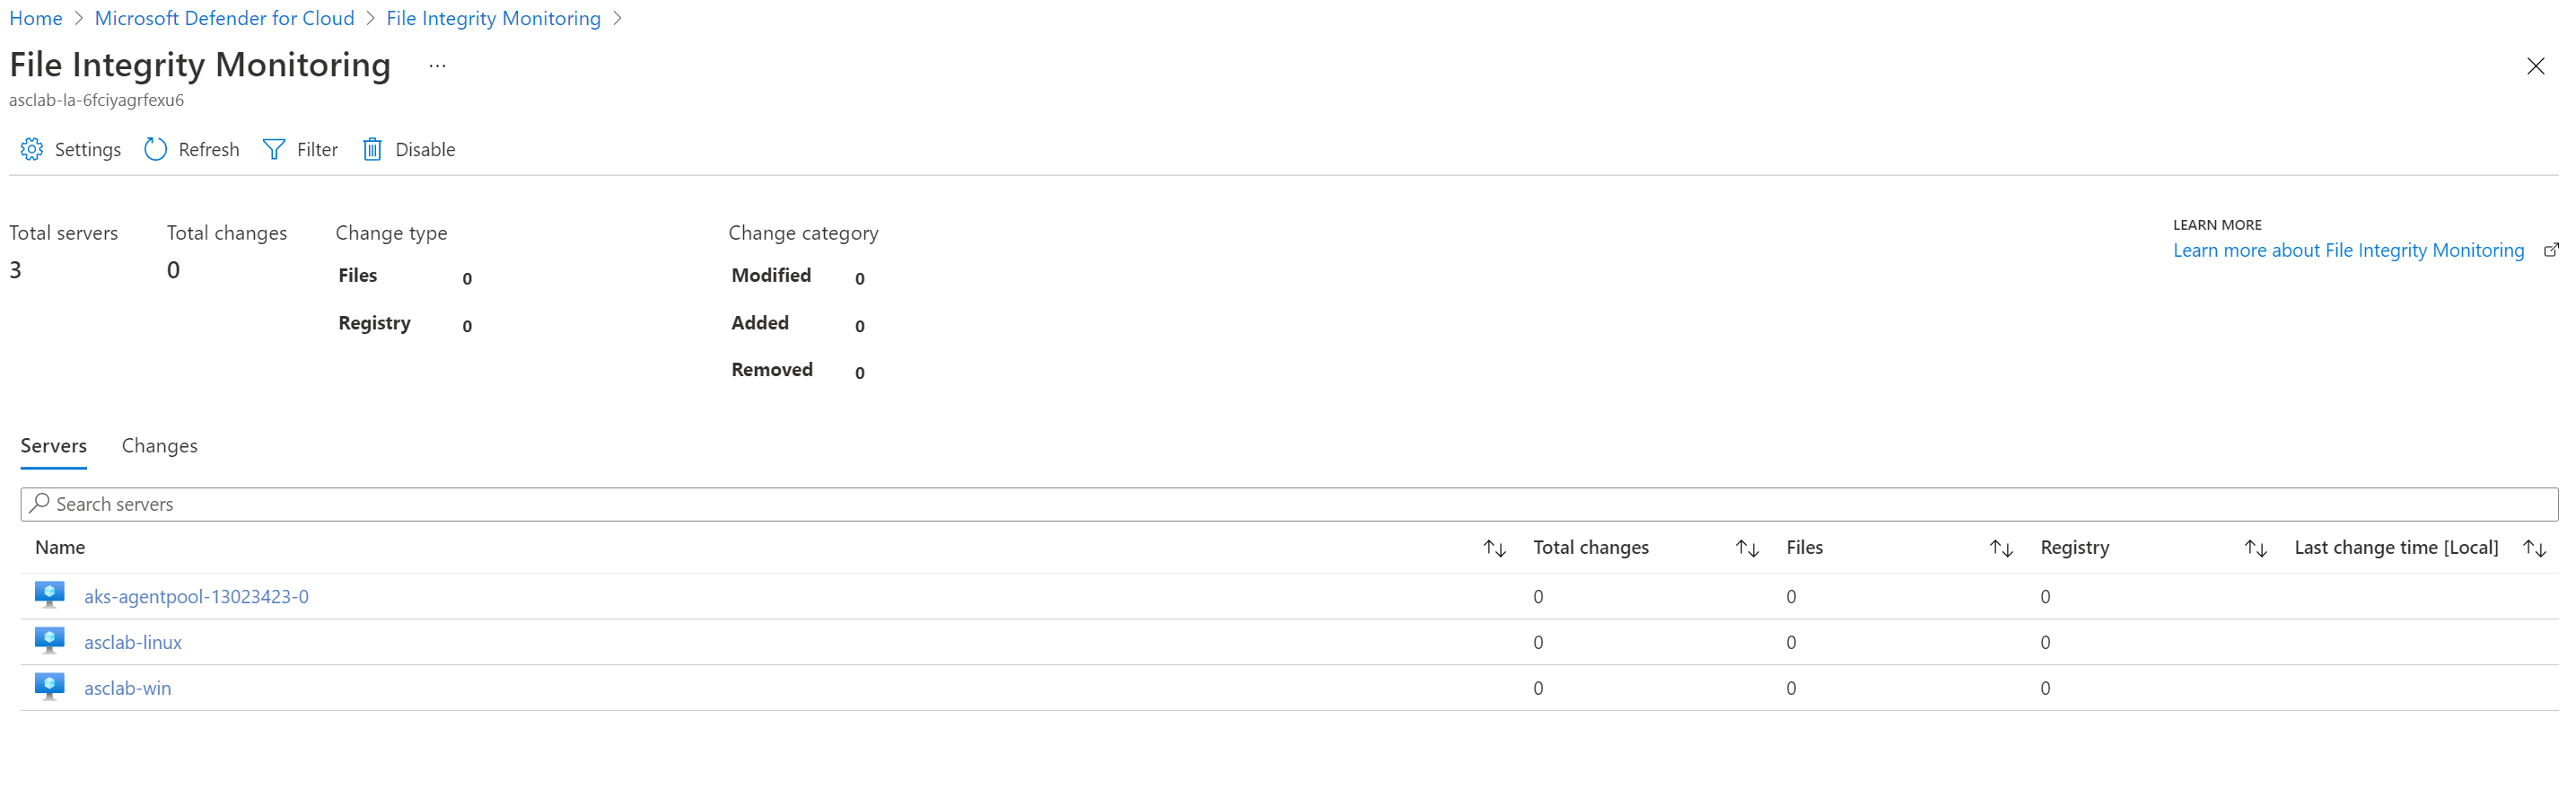 Home > Microsoft Defender for Cloud > File Integrity Monitoring >
File Integrity Monitoring ...
asclab-la-6fciyagrfexu6
Settings Refresh Filter Disable
Total servers
3
Total changes
0
Change type
Files 0
Registry 0
Change category
Modified 0
Added 0
Removed 0
LEARN MORE
Learn more about File Integrity Monitoring
Servers Changes
Search servers
Name Total changes Files Registry Last change time [Local]
aks-agentpool-13023423-0 0 0 0
asclab-linux 0 0 0
asclab-win 0 0 0